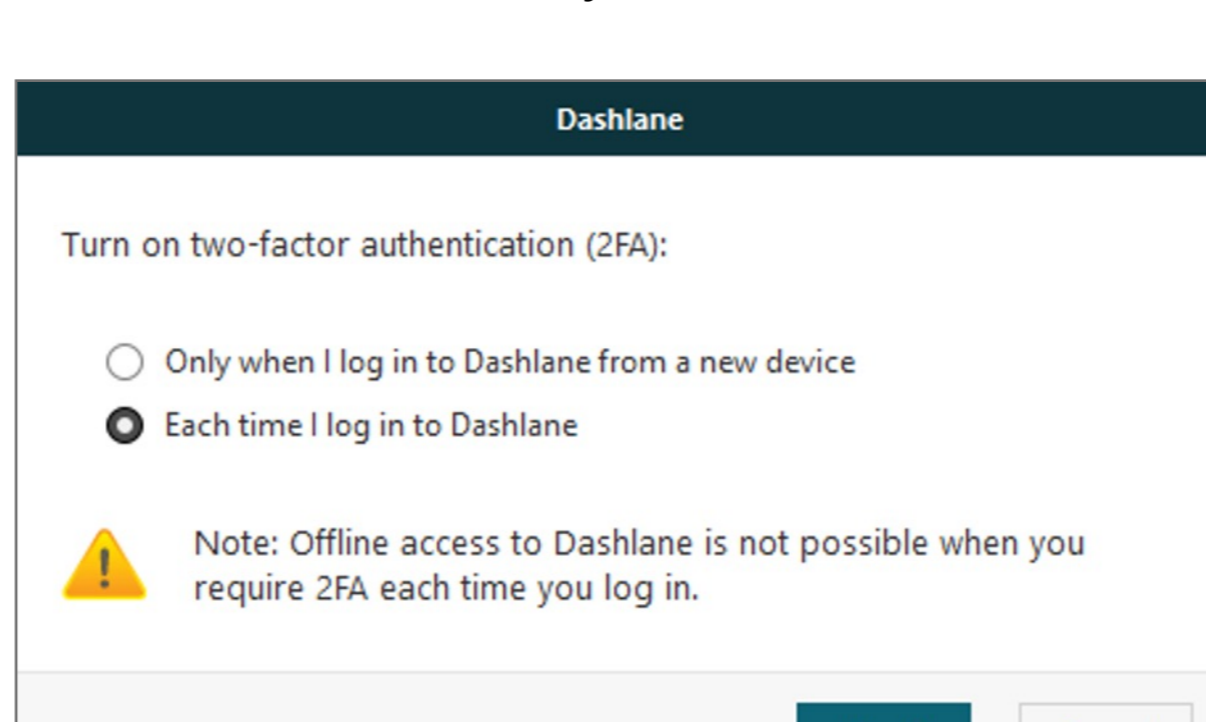 Dashlane
Turn on two-factor authentication (2FA):
Only when I log in to Dashlane from a new device
Each time I log in to Dashlane
Note: Offline access to Dashlane is not possible when you
require 2FA each time you log in.